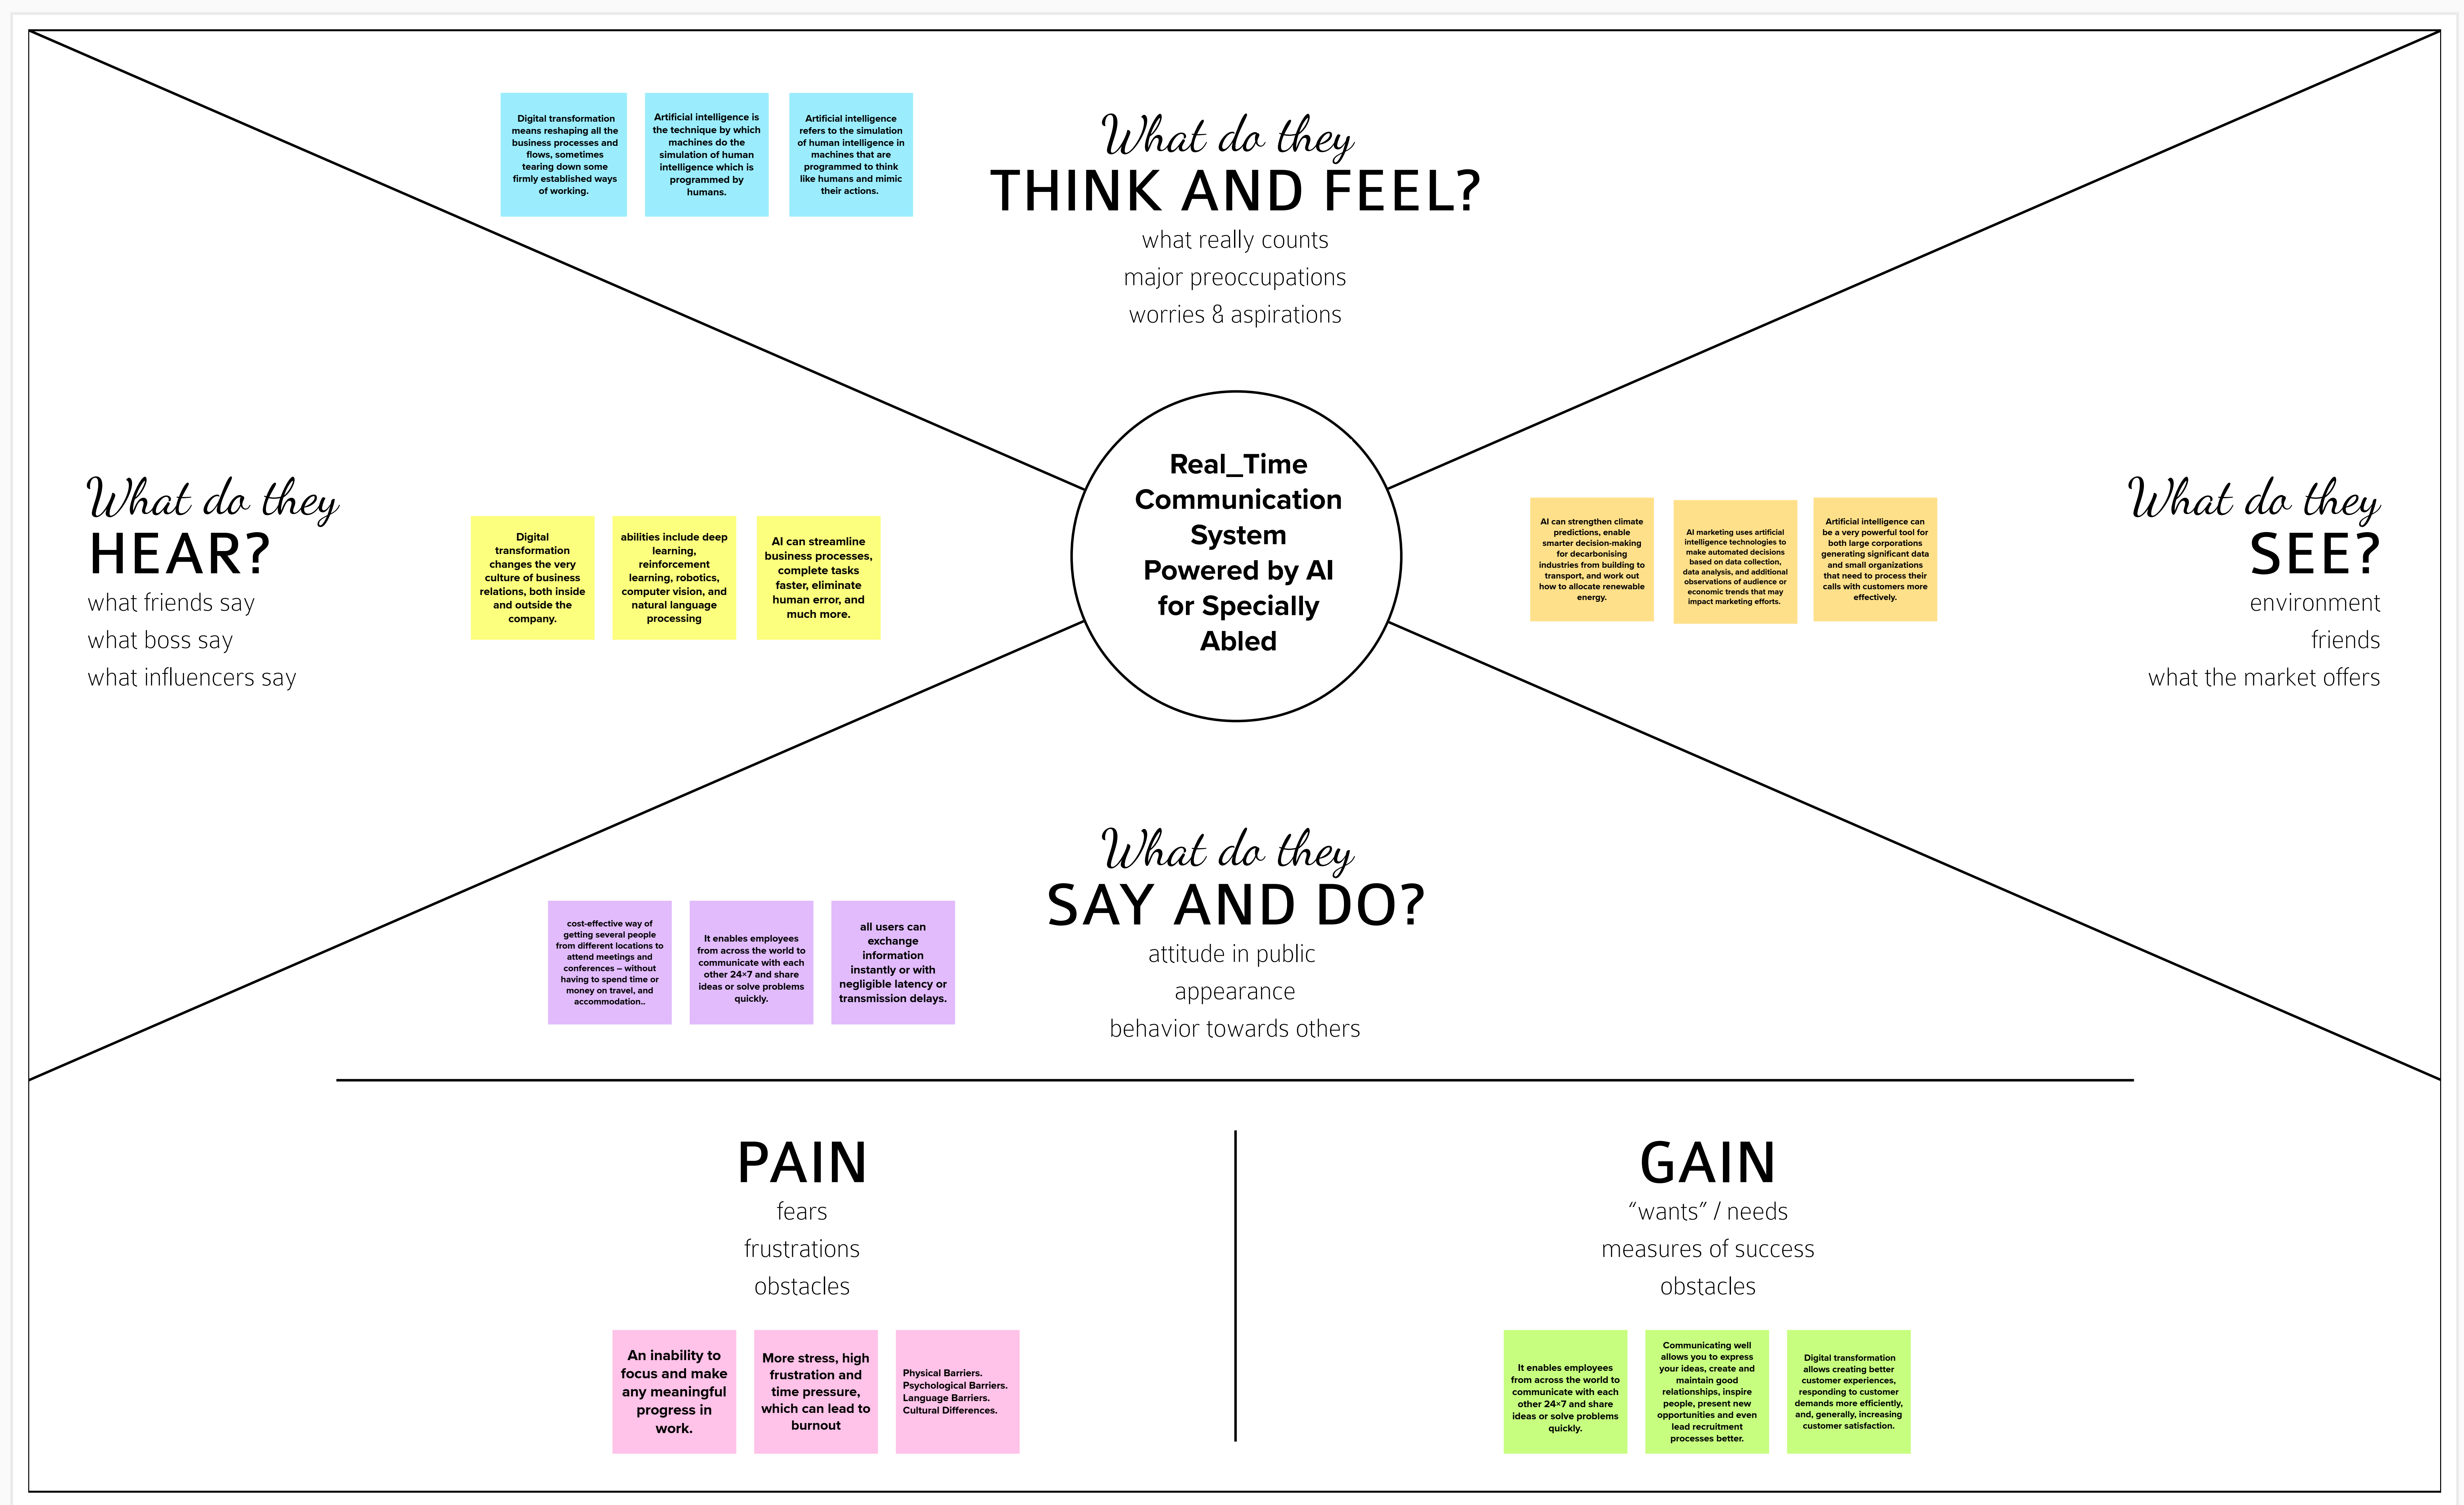 Digital transformation
means reshaping all the
business processes and
flows, sometimes
tearing down some
firmly established ways
of working.
Artificial intelligence is
the technique by which
machines do the
simulation of human
intelligence which is
programmed by
humans.
Artificial intelligence
refers to the simulation
of human intelligence in
machines that are
programmed to think
like humans and mimic
their actions.
What do they
THINK AND FEEL?
what really counts
major preoccupations
worries & aspirations
What do they
HEAR?
what friends say
what boss say
what influencers say
Digital
transformation
changes the very
culture of business
relations, both inside
and outside the
company.
abilities include deep
learning,
reinforcement
learning, robotics,
computer vision, and
natural language
processing
AI can streamline
business processes,
complete tasks
faster, eliminate
human error, and
much more.
Real_Time
Communication
System
Powered by AI
for Specially
Abled
AI can strengthen climate
predictions, enable
smarter decision-making
for decarbonising
industries from building to
transport, and work out
how to allocate renewable
energy.
AI marketing uses artificial
intelligence technologies to
make automated decisions
based on data collection,
data analysis, and additional
observations of audience or
economic trends that may
impact marketing efforts.
Artificial intelligence can
be a very powerful tool for
both large corporations
generating significant data
and small organizations
that need to process their
calls with customers more
effectively.
What do they
SEE?
environment
friends
what the market offers
What do they
SAY AND DO?
attitude in public
appearance
behavior towards others
cost-effective way of
getting several people
from different locations to
attend meetings and
conferences – without
having to spend time or
money on travel, and
accommodation..
It enables employees
from across the world to
communicate with each
other 24×7 and share
ideas or solve problems
quickly.
all users can
exchange
information
instantly or with
negligible latency or
transmission delays.
PAIN
fears
frustrations
obstacles
An inability to
focus and make
any meaningful
progress in
work.
More stress, high
frustration and
time pressure,
which can lead to
burnout
Physical Barriers.
Psychological Barriers.
Language Barriers.
Cultural Differences.
GAIN
“wants” / needs
measures of success
obstacles
It enables employees
from across the world to
communicate with each
other 24×7 and share
ideas or solve problems
quickly.
Communicating well
allows you to express
your ideas, create and
maintain good
relationships, inspire
people, present new
opportunities and even
lead recruitment
processes better.
Digital transformation
allows creating better
customer experiences,
responding to customer
demands more efficiently,
and, generally, increasing
customer satisfaction.